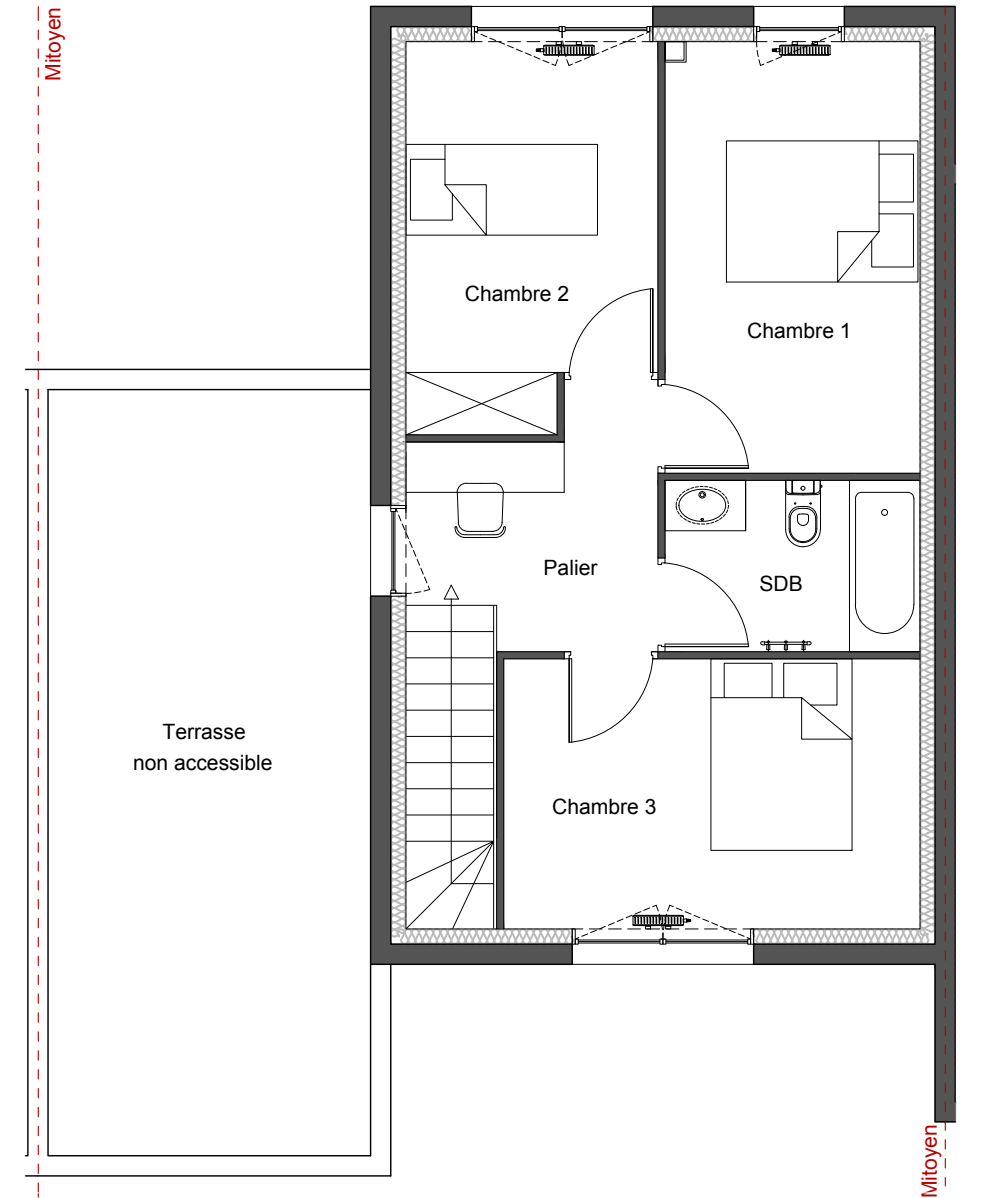 Mitoyen
Chambre 2
Chambre 1
Palier
SDB
Terrasse
non accessible
Chambre 3
Mitoyen